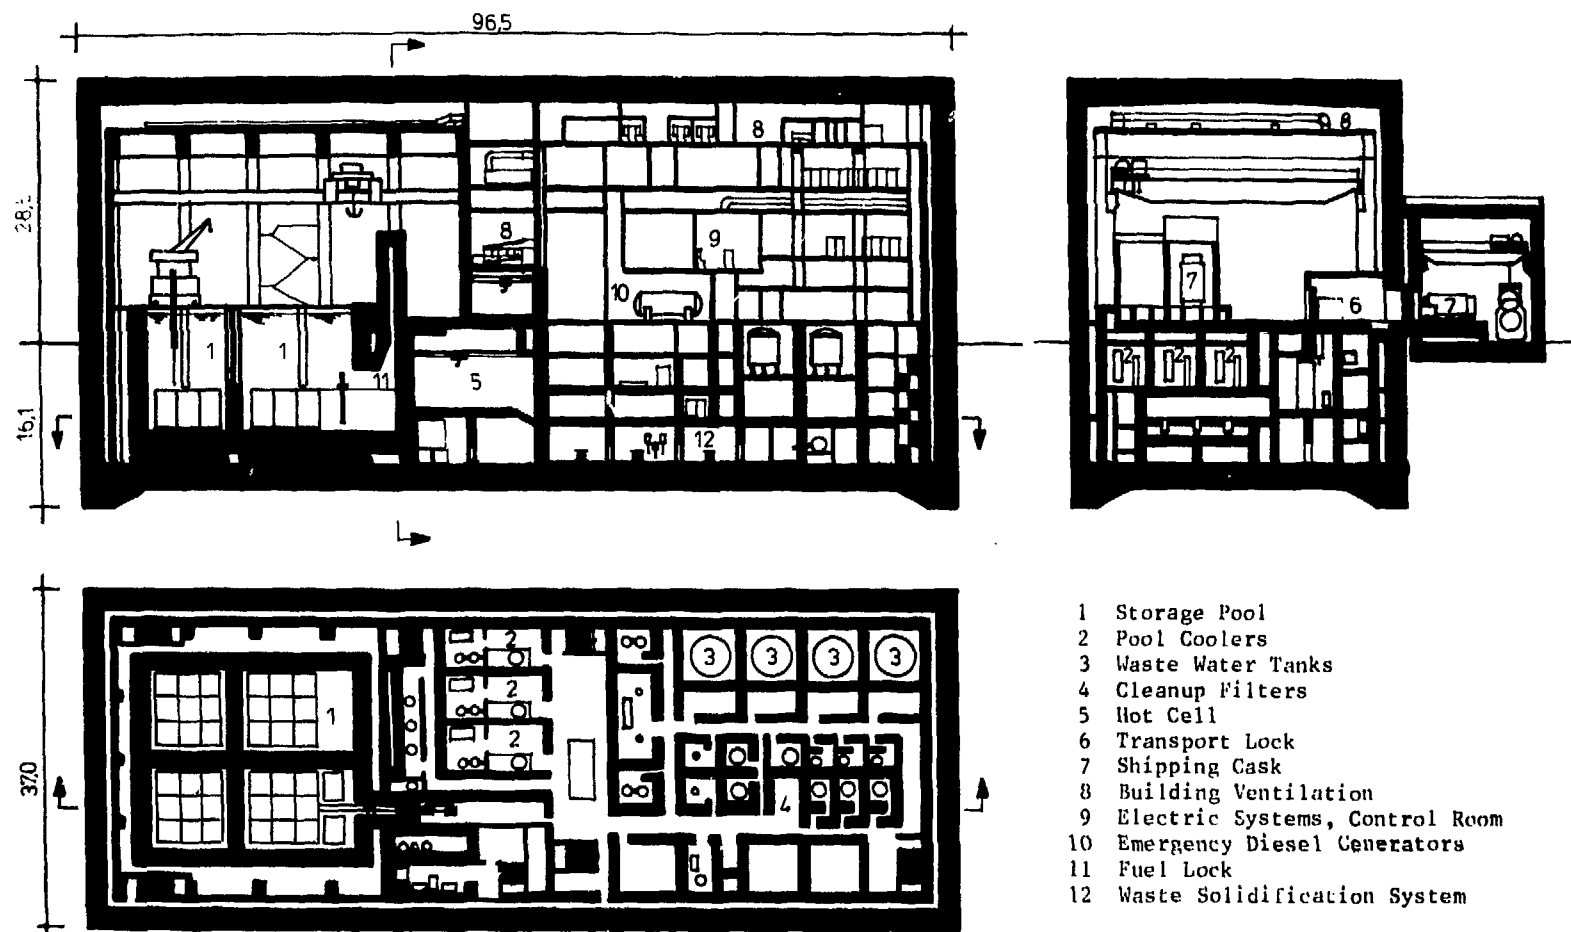 96,5
8
8
8
9
7
9
10
6
7
1
1
2
2
2
11
5
12
16,1
2
3
3
3
3
2
1
2
4
37,0
1 Storage Pool
2 Pool Coolers
3 Waste Water Tanks
4 Cleanup Filters
5 Hot Cell
6 Transport Lock
7 Shipping Cask
8 Building Ventilation
9 Electric Systems, Control Room
10 Emergency Diesel Generators
11 Fuel Lock
12 Waste Solidification System